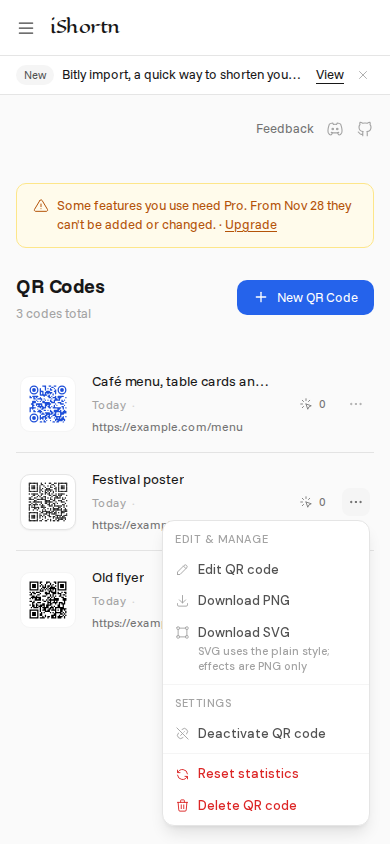 iShortn
New Bitly import, a quick way to shorten you... View
Feedback
Some features you use need Pro. From Nov 28 they
can't be added or changed. · Upgrade
QR Codes
New QR Code
3 codes total
Café menu, table cards an...
Today ·
0
https://example.com/menu
Festival poster
Today ·
0
https://exam
Old flyer
Today ·
https://exam
EDIT & MANAGE
Edit QR code
Download PNG
Download SVG
SVG uses the plain style;
effects are PNG only
SETTINGS
Deactivate QR code
Reset statistics
Delete QR code